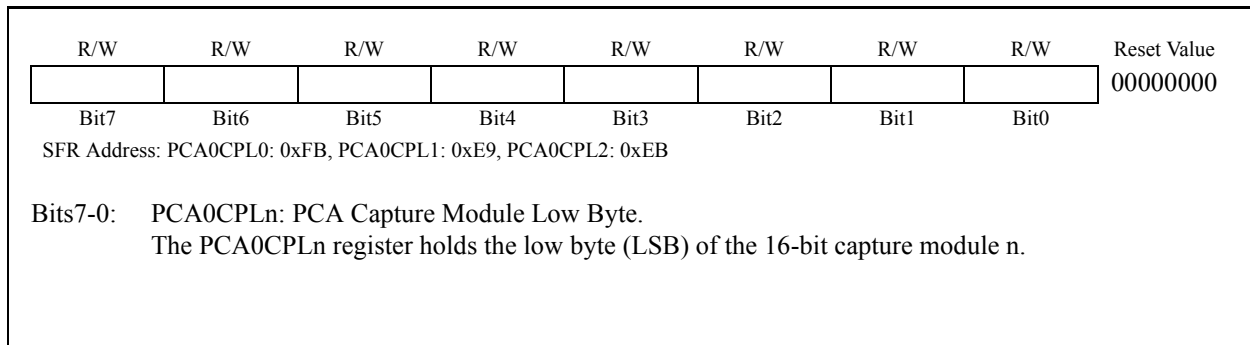 R/W R/W R/W R/W R/W R/W R/W R/W Reset Value
00000000
Bit7 Bit6 Bit5 Bit4 Bit3 Bit2 Bit1 Bit0
SFR Address: PCA0CPL0: 0xFB, PCA0CPL1: 0xE9, PCA0CPL2: 0xEB
Bits7-0: PCA0CPLn: PCA Capture Module Low Byte.
The PCA0CPLn register holds the low byte (LSB) of the 16-bit capture module n.